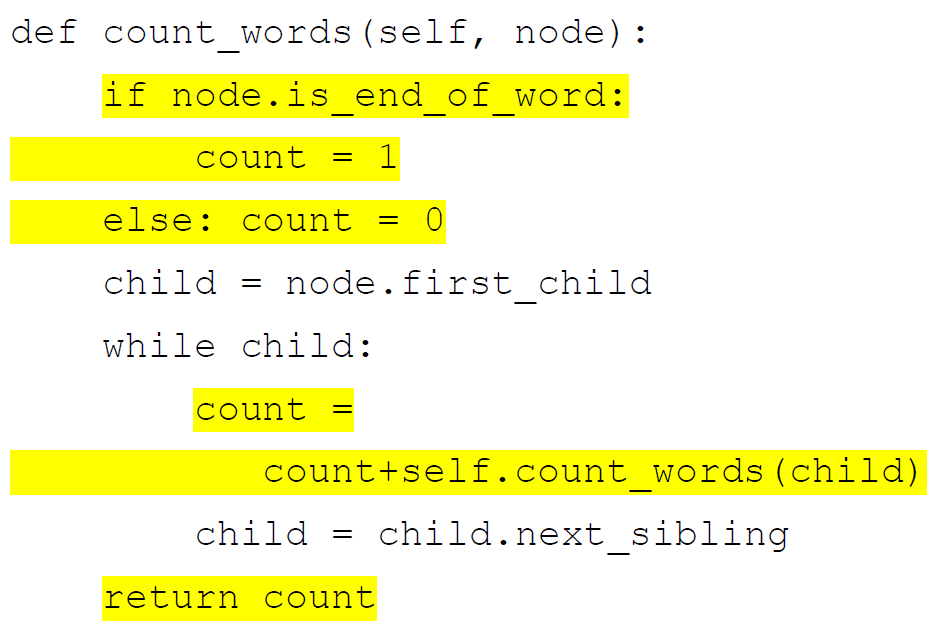 def count_words(self, node):
    if node.is_end_of_word:
        count = 1
    else: count = 0
    child = node.first_child
    while child:
        count =
           count+self.count_words(child)
        child = child.next_sibling
    return count